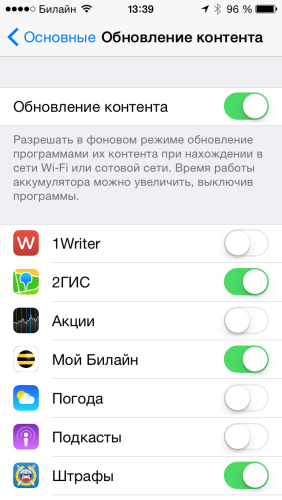 Билайн 13:39 96 %
Основные Обновление контента
Обновление контента
Разрешать в фоновом режиме обновление
программами их контента при нахождении в
сети Wi-Fi или сотовой сети. Время работы
аккумулятора можно увеличить, выключив
программы.
W 1Writer
2ГИС
Акции
Мой Билайн
Погода
Подкасты
Штрафы